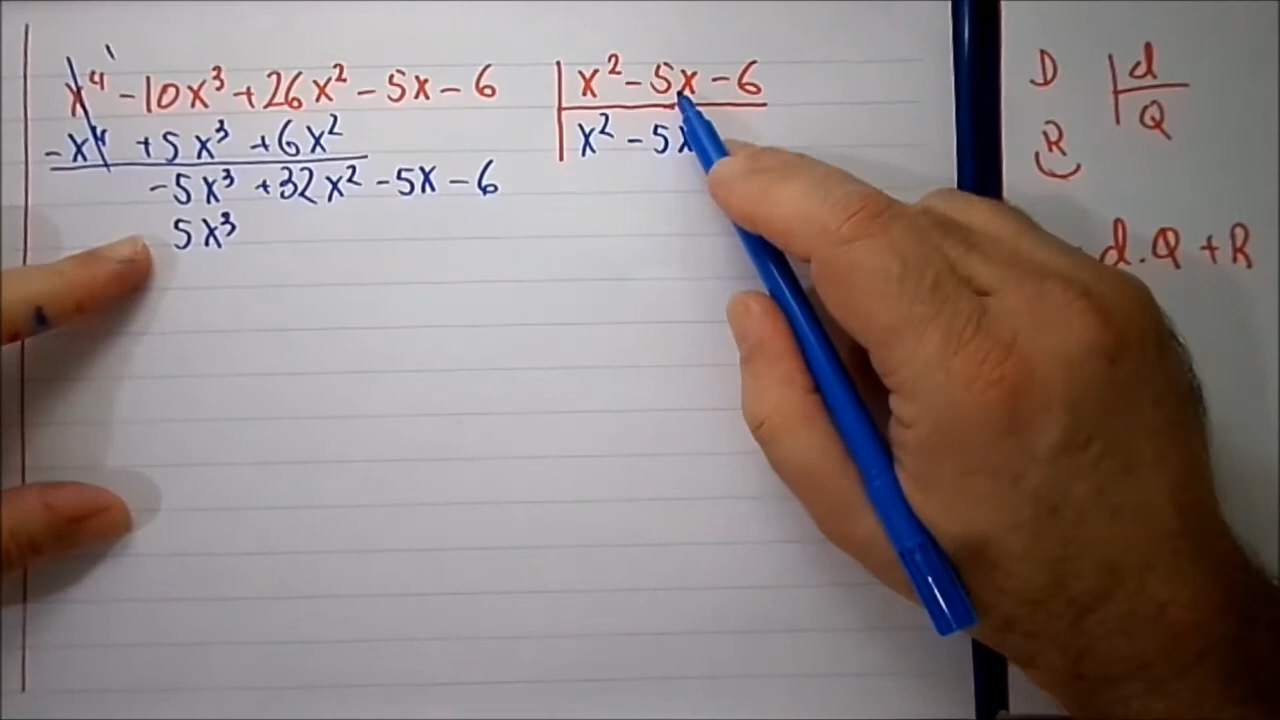 x⁴ - 10x³ + 26x² - 5x - 6 | x² - 5x - 6
-x⁴ + 5x³ + 6x² | x² - 5x
-5x³ + 32x² - 5x - 6
5x³
D | d
R | Q
d.Q + R